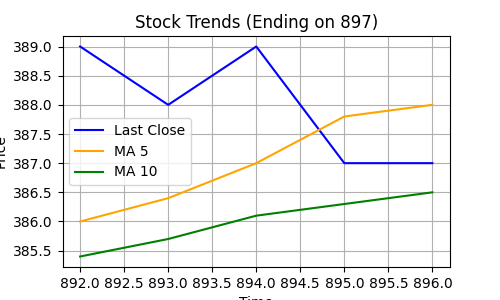 Stock Trends (Ending on 897)
389.0
388.5
388.0
387.5
387.0
386.5
386.0
385.5
Price
Last Close
MA 5
MA 10
892.0 892.5 893.0 893.5 894.0 894.5 895.0 895.5 896.0
Time